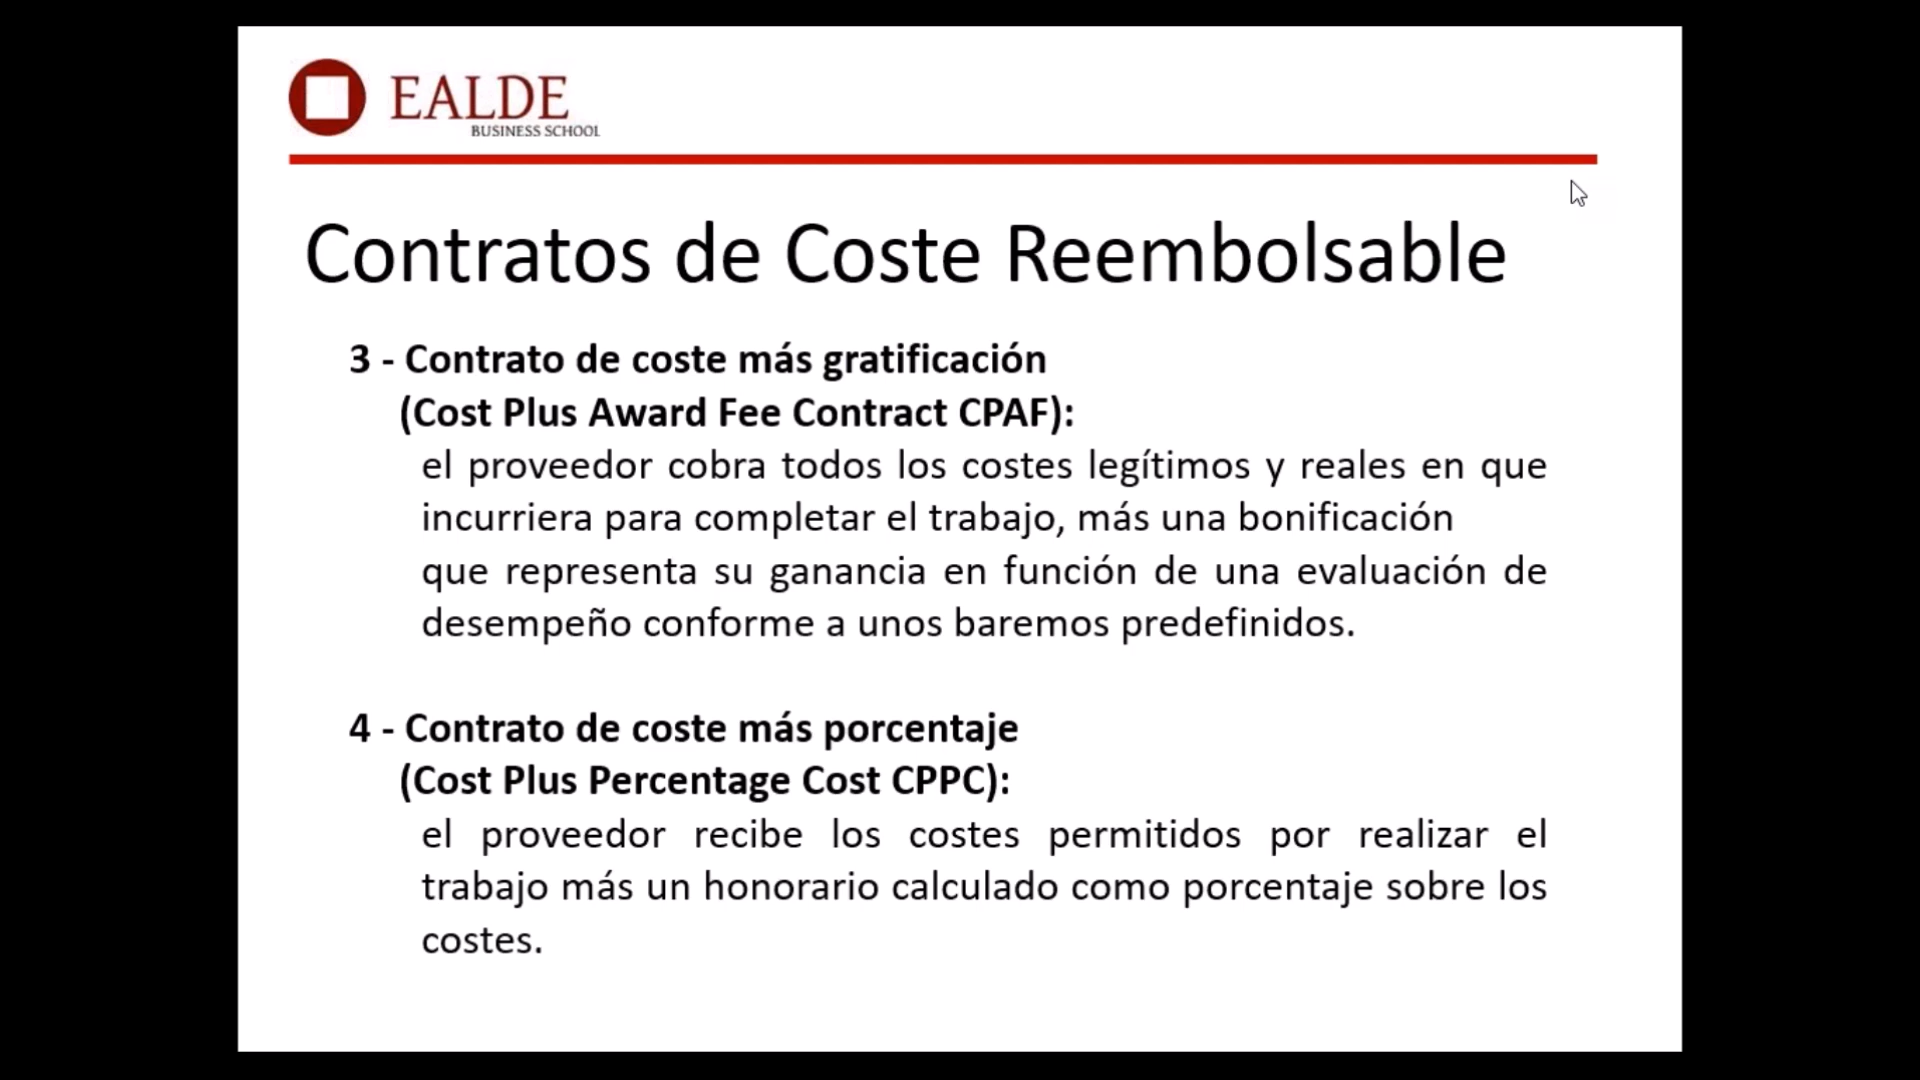 EALDE
BUSINESS SCHOOL
Contratos de Coste Reembolsable
3 - Contrato de coste más gratificación
(Cost Plus Award Fee Contract CPAF):
el proveedor cobra todos los costes legítimos y reales en que
incurriera para completar el trabajo, más una bonificación
que representa su ganancia en función de una evaluación de
desempeño conforme a unos baremos predefinidos.
4 - Contrato de coste más porcentaje
(Cost Plus Percentage Cost CPPC):
el proveedor recibe los costes permitidos por realizar el
trabajo más un honorario calculado como porcentaje sobre los
costes.